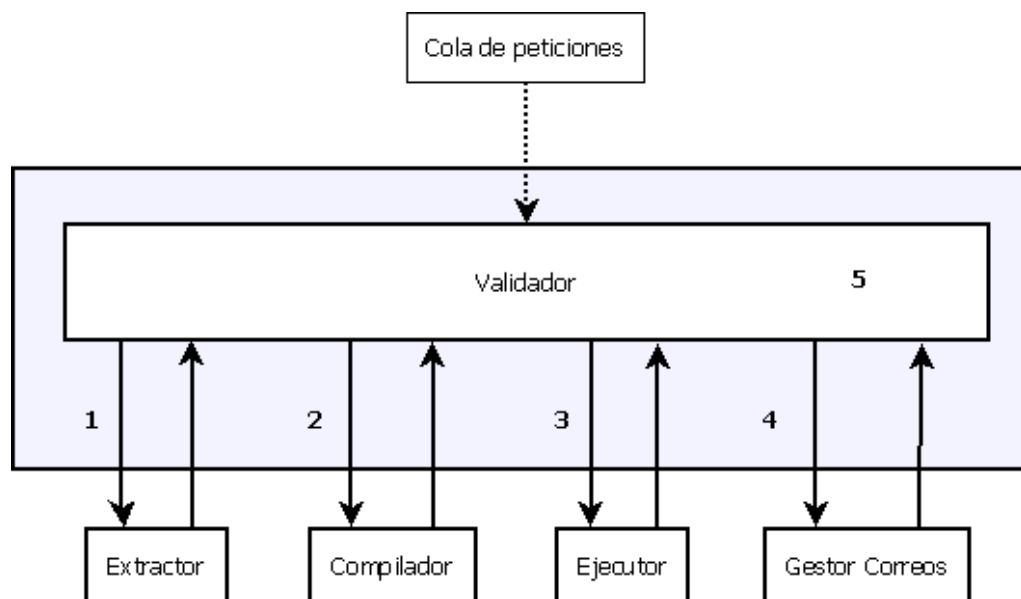 Cola de peticiones
Validador 5
1 2 3 4
Extractor Compilador Ejecutor Gestor Correos